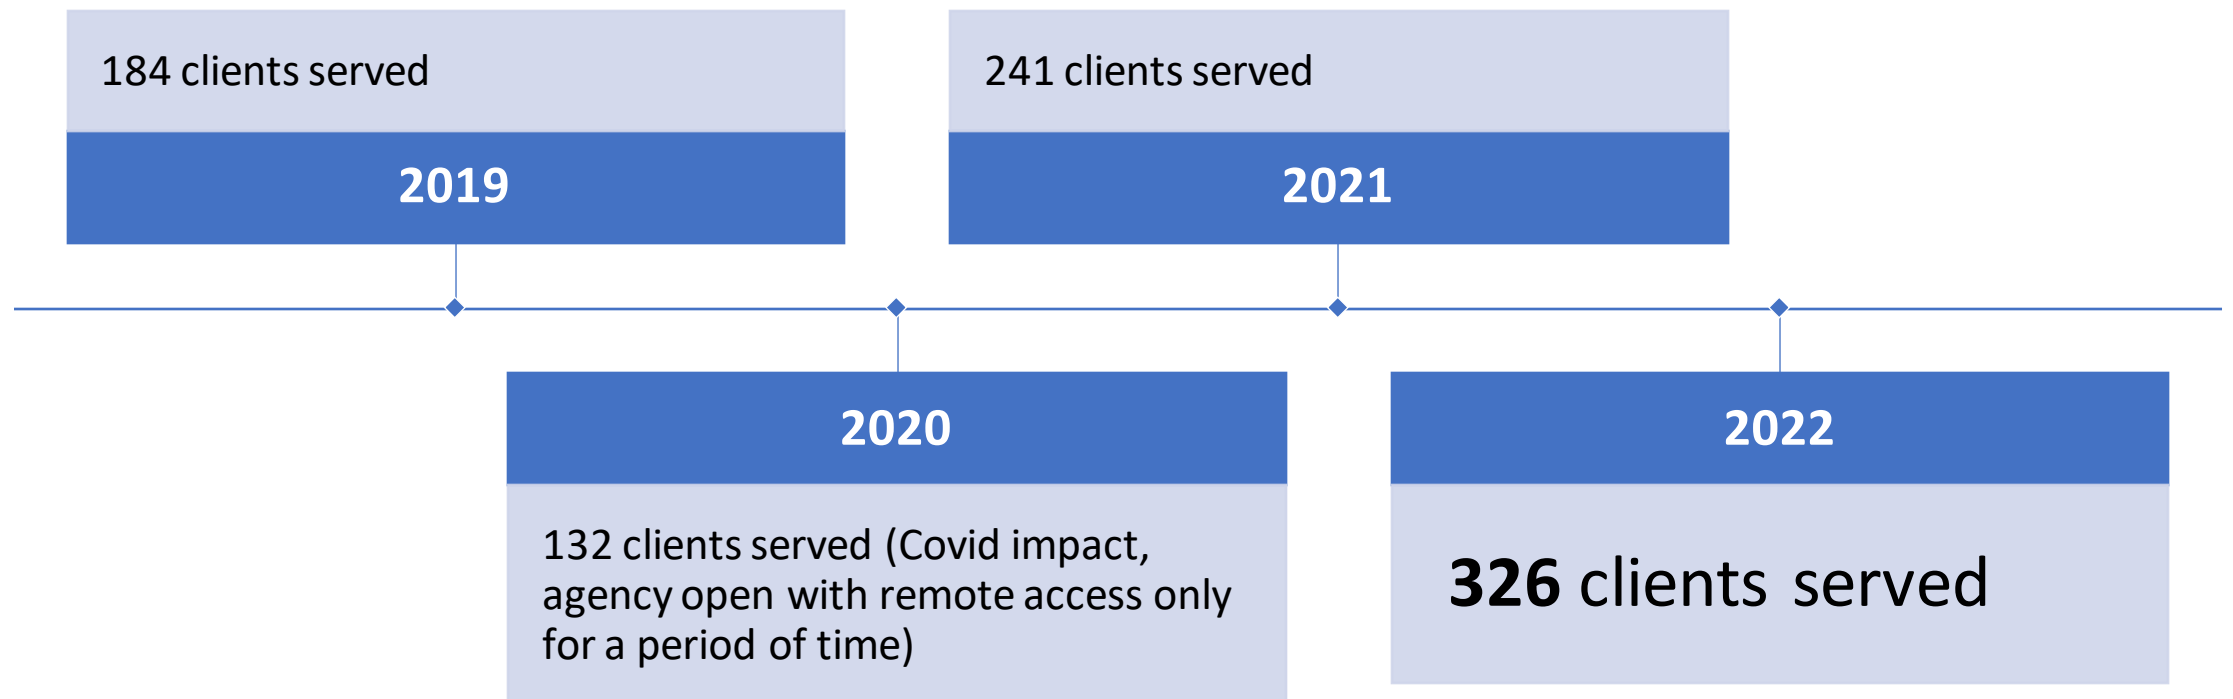 184 clients served
2019
241 clients served
2021
2020
132 clients served (Covid impact,
agency open with remote access only
for a period of time)
2022
326 clients served